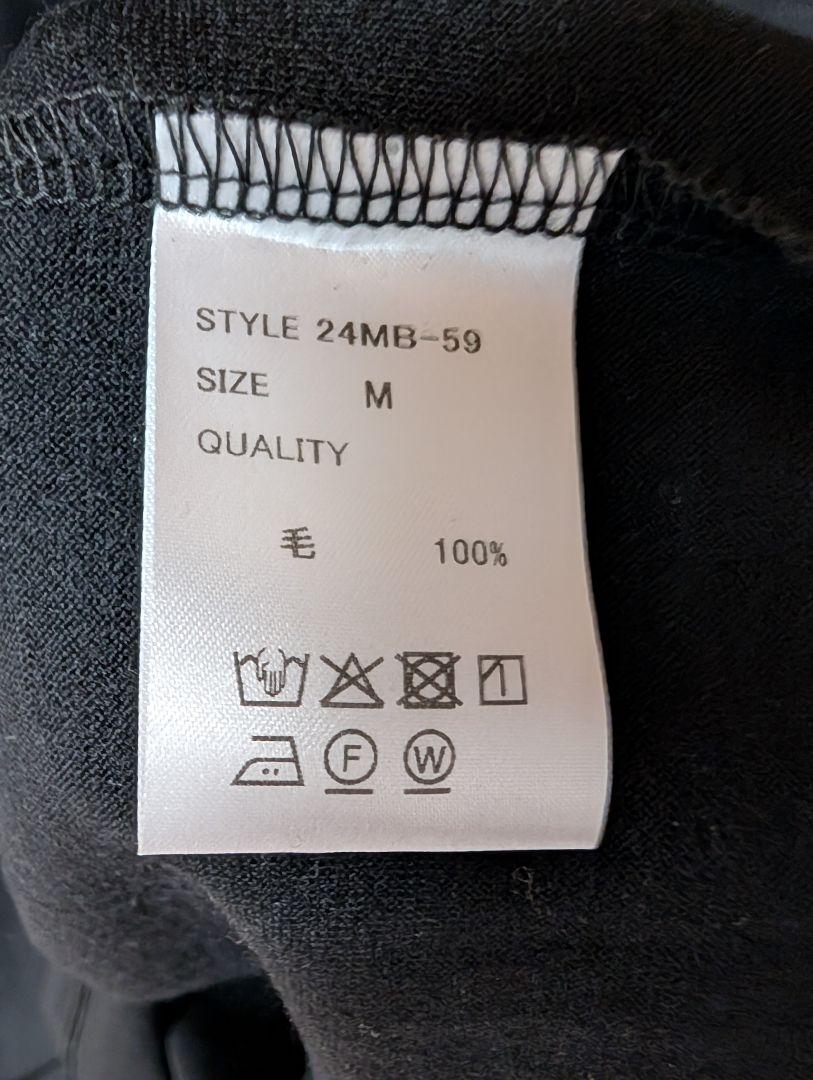 STYLE 24MB-59
SIZE M
QUALITY
毛 100%
F W